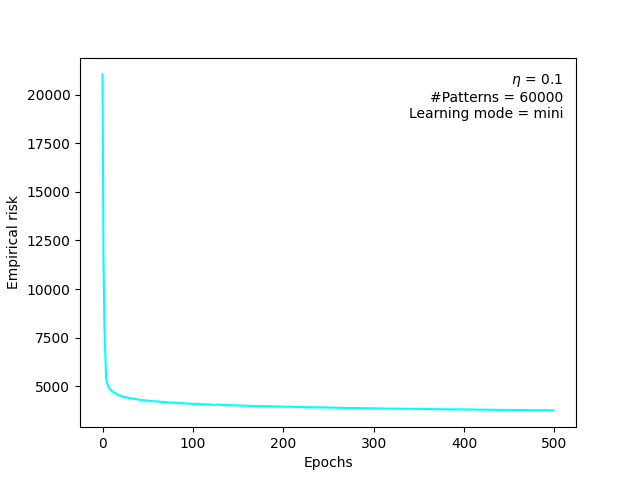 η = 0.1
#Patterns = 60000
Learning mode = mini
Empirical risk
20000
17500
15000
12500
10000
7500
5000
0 100 200 300 400 500
Epochs